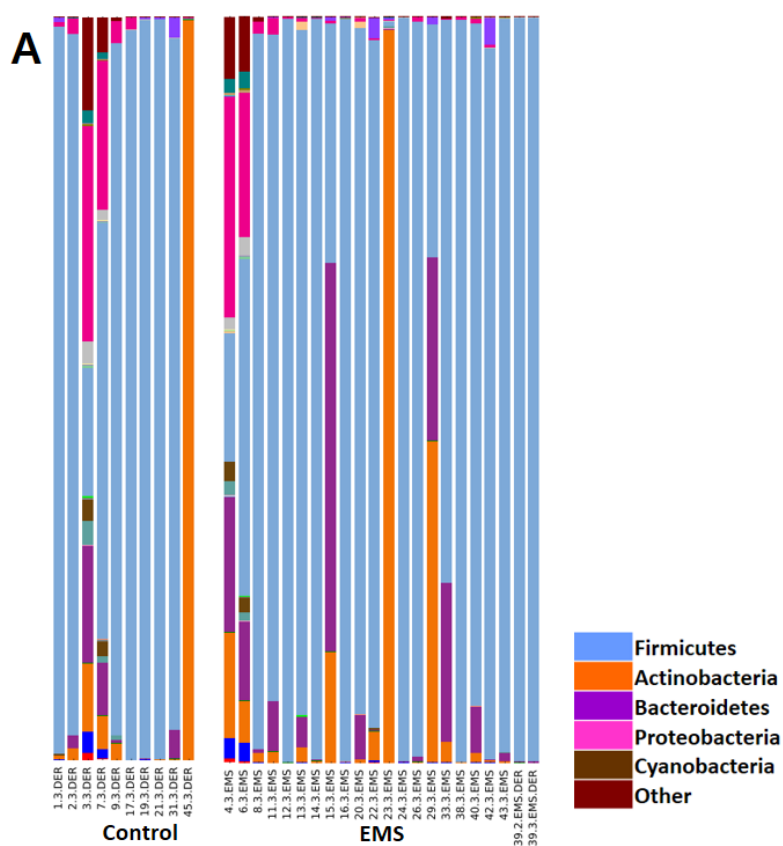 A
1.3.DER
2.3.DER
3.3.DER
7.3.DER
9.3.DER
17.3.DER
19.3.DER
21.3.DER
31.3.DER
45.3.DER
4.3.EMS
6.3.EMS
8.3.EMS
11.3.EMS
12.3.EMS
13.3.EMS
14.3.EMS
15.3.EMS
16.3.EMS
20.3.EMS
22.3.EMS
23.3.EMS
24.3.EMS
26.3.EMS
29.3.EMS
33.3.EMS
38.3.EMS
40.3.EMS
42.3.EMS
43.3.EMS
39.2.EMS.DER
39.3.EMS.DER
Control
EMS
Firmicutes
Actinobacteria
Bacteroidetes
Proteobacteria
Cyanobacteria
Other